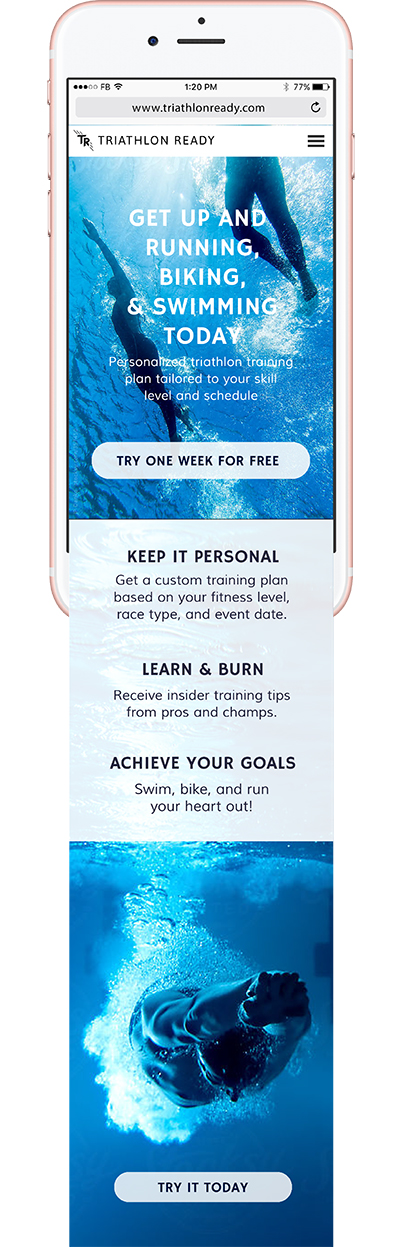 FB 1:20 PM 77%
www.triathlonready.com
TR TRIATHLON READY
GET UP AND
RUNNING,
BIKING,
& SWIMMING
TODAY
Personalized triathlon training
plan tailored to your skill
level and schedule
TRY ONE WEEK FOR FREE
KEEP IT PERSONAL
Get a custom training plan
based on your fitness level,
race type, and event date.
LEARN & BURN
Receive insider training tips
from pros and champs.
ACHIEVE YOUR GOALS
Swim, bike, and run
your heart out!
TRY IT TODAY